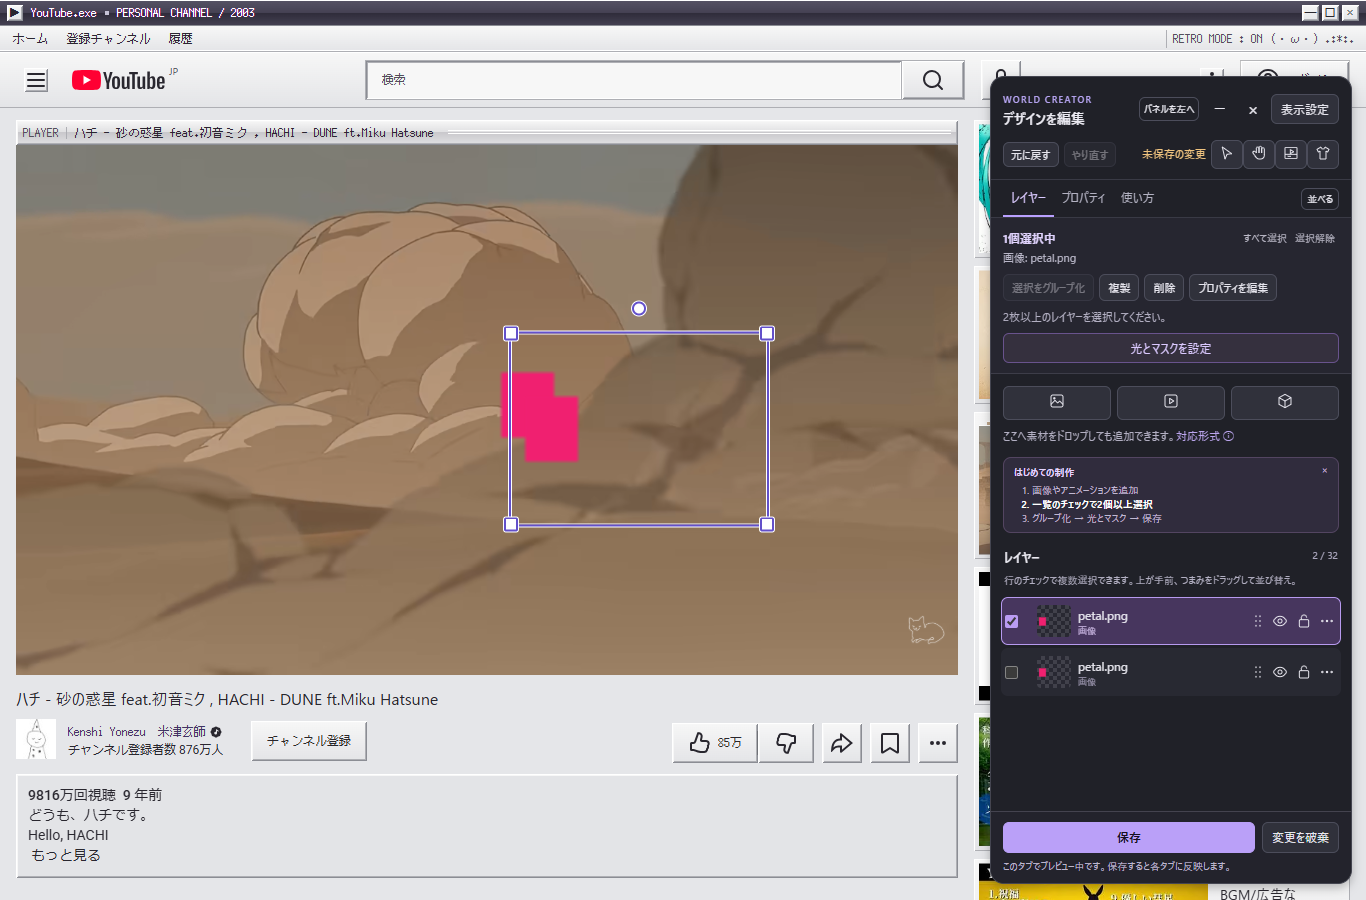 YouTube.exe ▪ PERSONAL CHANNEL / 2003
ホーム 登録チャンネル 履歴
RETRO MODE : ON (・ω・) .:*:.
YouTube JP
検索
PLAYER ハチ - 砂の惑星 feat.初音ミク , HACHI - DUNE ft.Miku Hatsune
WORLD CREATOR
デザインを編集
パネルを左へ
表示設定
元に戻す やり直す 未保存の変更
レイヤー プロパティ 使い方 並べる
1個選択中 すべて選択 選択解除
画像: petal.png
選択をグループ化 複製 削除 プロパティを編集
2枚以上のレイヤーを選択してください。
光とマスクを設定
ここへ素材をドロップしても追加できます。 対応形式
はじめての制作
1. 画像やアニメーションを追加
2. 一覧のチェックで2個以上選択
3. グループ化 → 光とマスク → 保存
レイヤー 2 / 32
行のチェックで複数選択できます。上が手前、つまみをドラッグして並び替え。
petal.png
画像
petal.png
画像
保存 変更を破棄
このタブでプレビュー中です。保存すると各タブに反映します。
ハチ - 砂の惑星 feat.初音ミク , HACHI - DUNE ft.Miku Hatsune
Kenshi Yonezu 米津玄師
チャンネル登録者数 876万人
チャンネル登録
85万
9816万回視聴 9 年前
どうも、ハチです。
Hello, HACHI
もっと見る
1.祝福
BGM/広告な